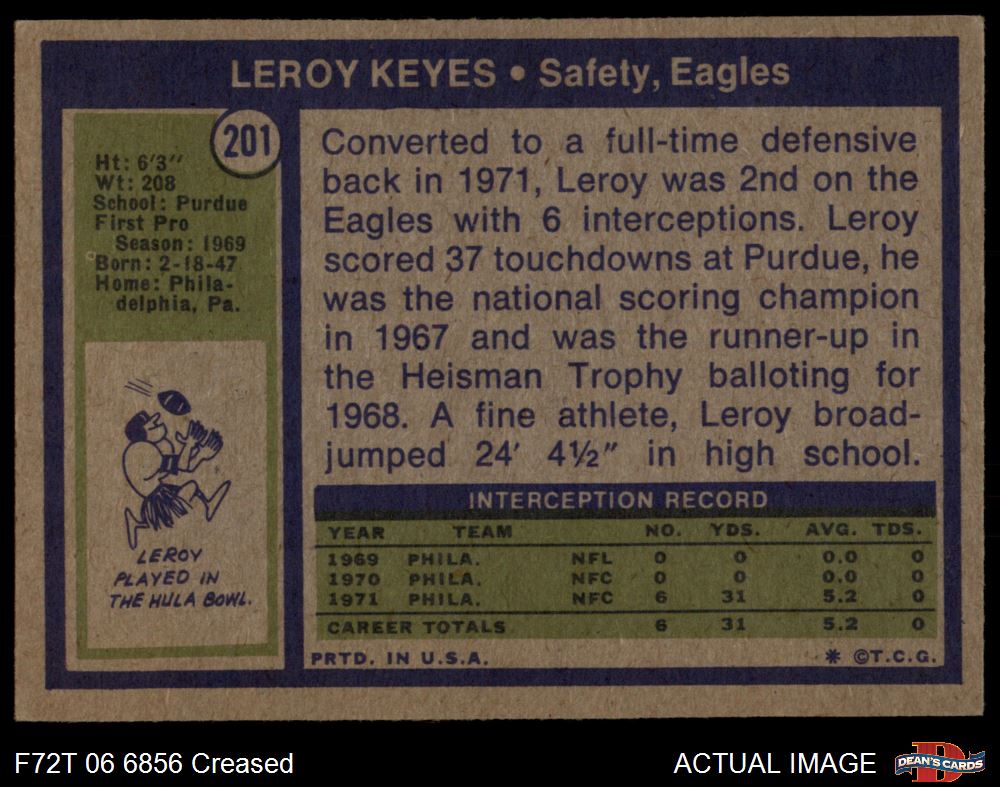 LEROY KEYES • Safety, Eagles
201
Ht: 6'3''
Wt: 208
School: Purdue
First Pro
Season: 1969
Born: 2-18-47
Home: Phila-
delphia, Pa.
LEROY
PLAYED IN
THE HULA BOWL.
Converted to a full-time defensive
back in 1971, Leroy was 2nd on the
Eagles with 6 interceptions. Leroy
scored 37 touchdowns at Purdue, he
was the national scoring champion
in 1967 and was the runner-up in
the Heisman Trophy balloting for
1968. A fine athlete, Leroy broad-
jumped 24' 4½" in high school.
INTERCEPTION RECORD
YEAR TEAM NO. YDS. AVG. TDS.
1969 PHILA. NFL 0 0 0.0 0
1970 PHILA. NFC 0 0 0.0 0
1971 PHILA. NFC 6 31 5.2 0
CAREER TOTALS 6 31 5.2 0
PRTD. IN U.S.A. * ©T.C.G.
F72T 06 6856 Creased ACTUAL IMAGE
D
DEAN'S CARDS